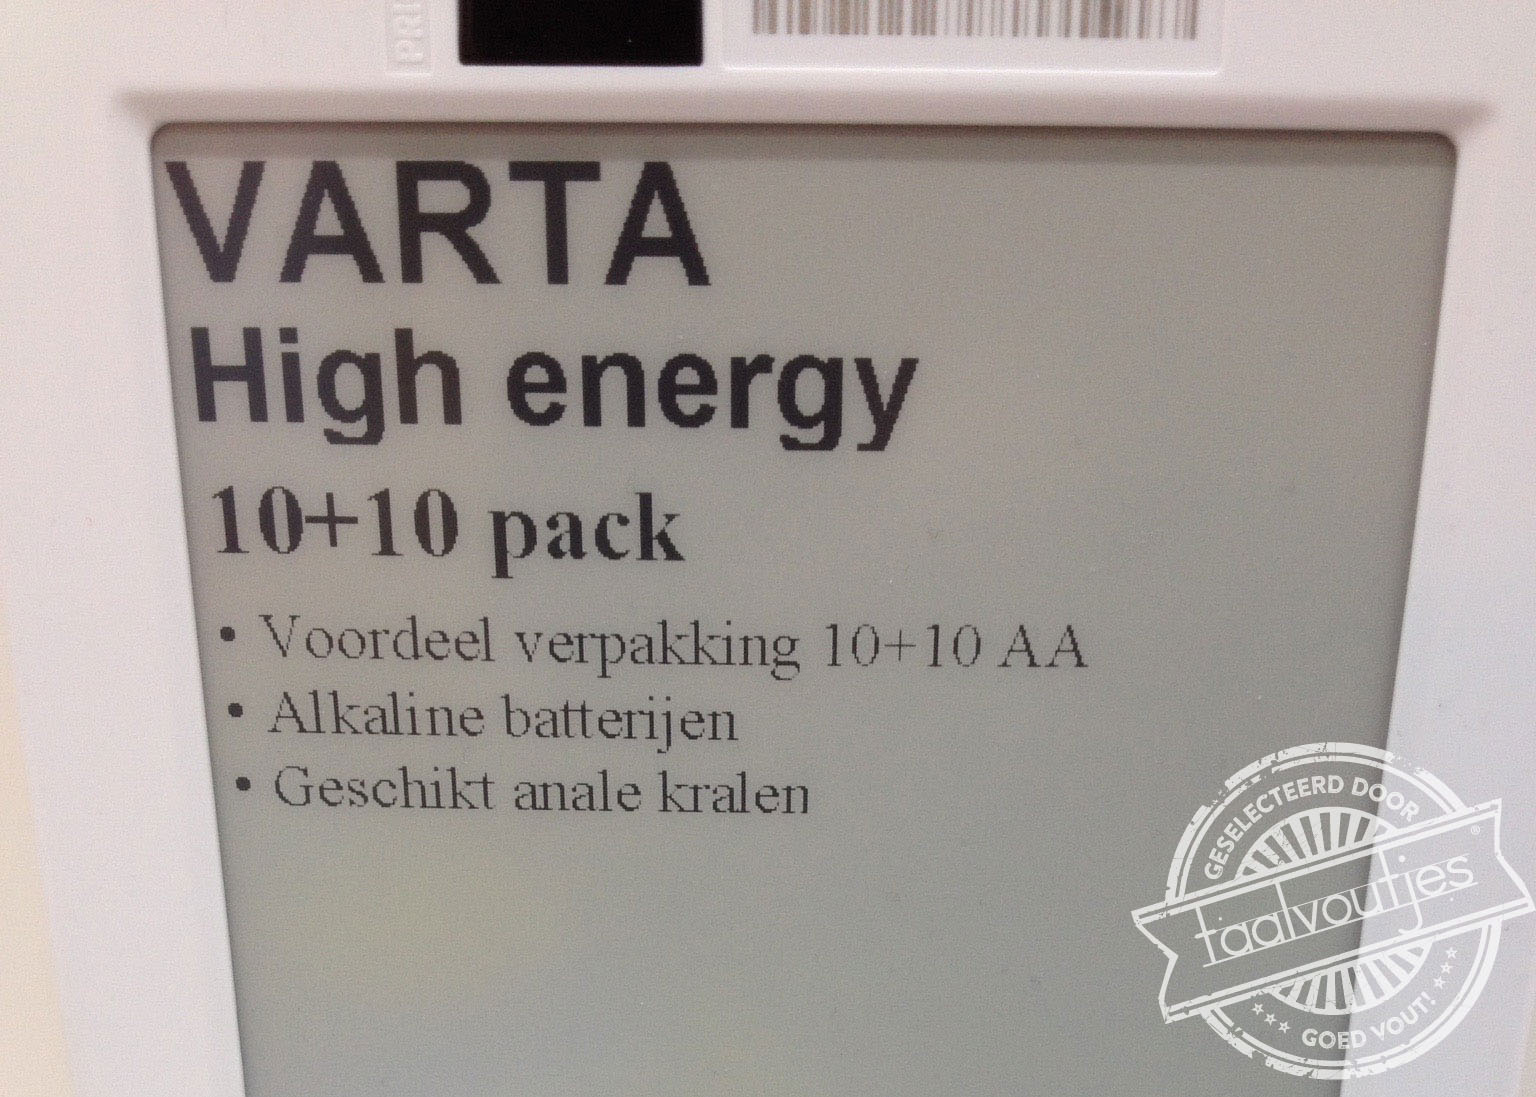 PRI
VARTA
High energy
10+10 pack
• Voordeel verpakking 10+10 AA
• Alkaline batterijen
• Geschikt anale kralen
GESELECTEERD DOOR
taalvoutjes®
GOED VOUT!